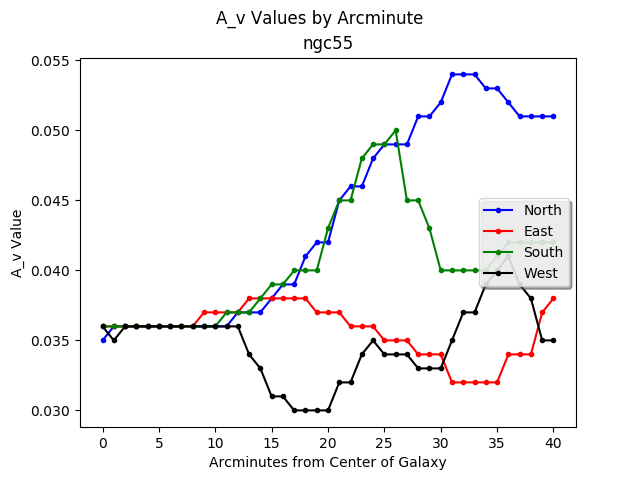 A_v Values by Arcminute
ngc55
0.055
0.050
0.045
0.040
0.035
0.030
A_v Value
North
East
South
West
0 5 10 15 20 25 30 35 40
Arcminutes from Center of Galaxy